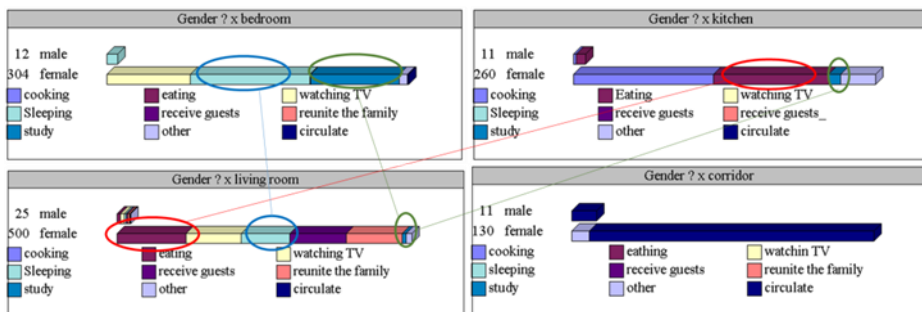 Gender ? x bedroom
12 male
304 female
cooking eating watching TV
Sleeping receive guests reunite the family
study other circulate
Gender ? x kitchen
11 male
260 female
cooking Eating watching TV
Sleeping receive guests receive guests_
study other circulate
Gender ? x living room
25 male
500 female
cooking eating watching TV
Sleeping receive guests reunite the family
study other circulate
Gender ? x corridor
11 male
130 female
cooking eathing watchin TV
sleeping receive guests reunite the family
study other circulate